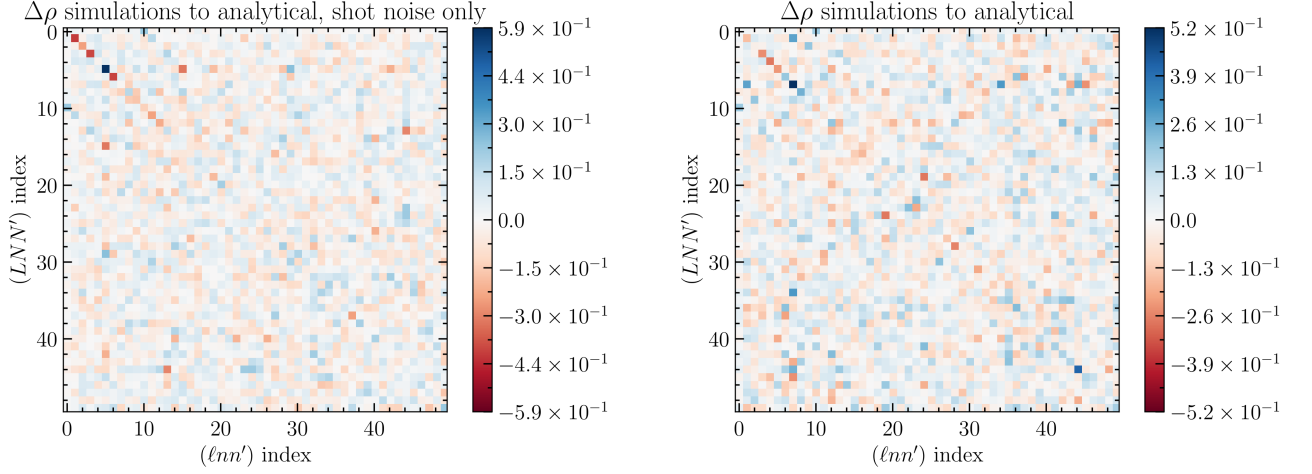 Δρ simulations to analytical, shot noise only
0
10
20
30
40
(LNN′) index
0 10 20 30 40
(ℓnn′) index
5.9 × 10⁻¹
4.4 × 10⁻¹
3.0 × 10⁻¹
1.5 × 10⁻¹
0.0
−1.5 × 10⁻¹
−3.0 × 10⁻¹
−4.4 × 10⁻¹
−5.9 × 10⁻¹
Δρ simulations to analytical
0
10
20
30
40
(LNN′) index
0 10 20 30 40
(ℓnn′) index
5.2 × 10⁻¹
3.9 × 10⁻¹
2.6 × 10⁻¹
1.3 × 10⁻¹
0.0
−1.3 × 10⁻¹
−2.6 × 10⁻¹
−3.9 × 10⁻¹
−5.2 × 10⁻¹